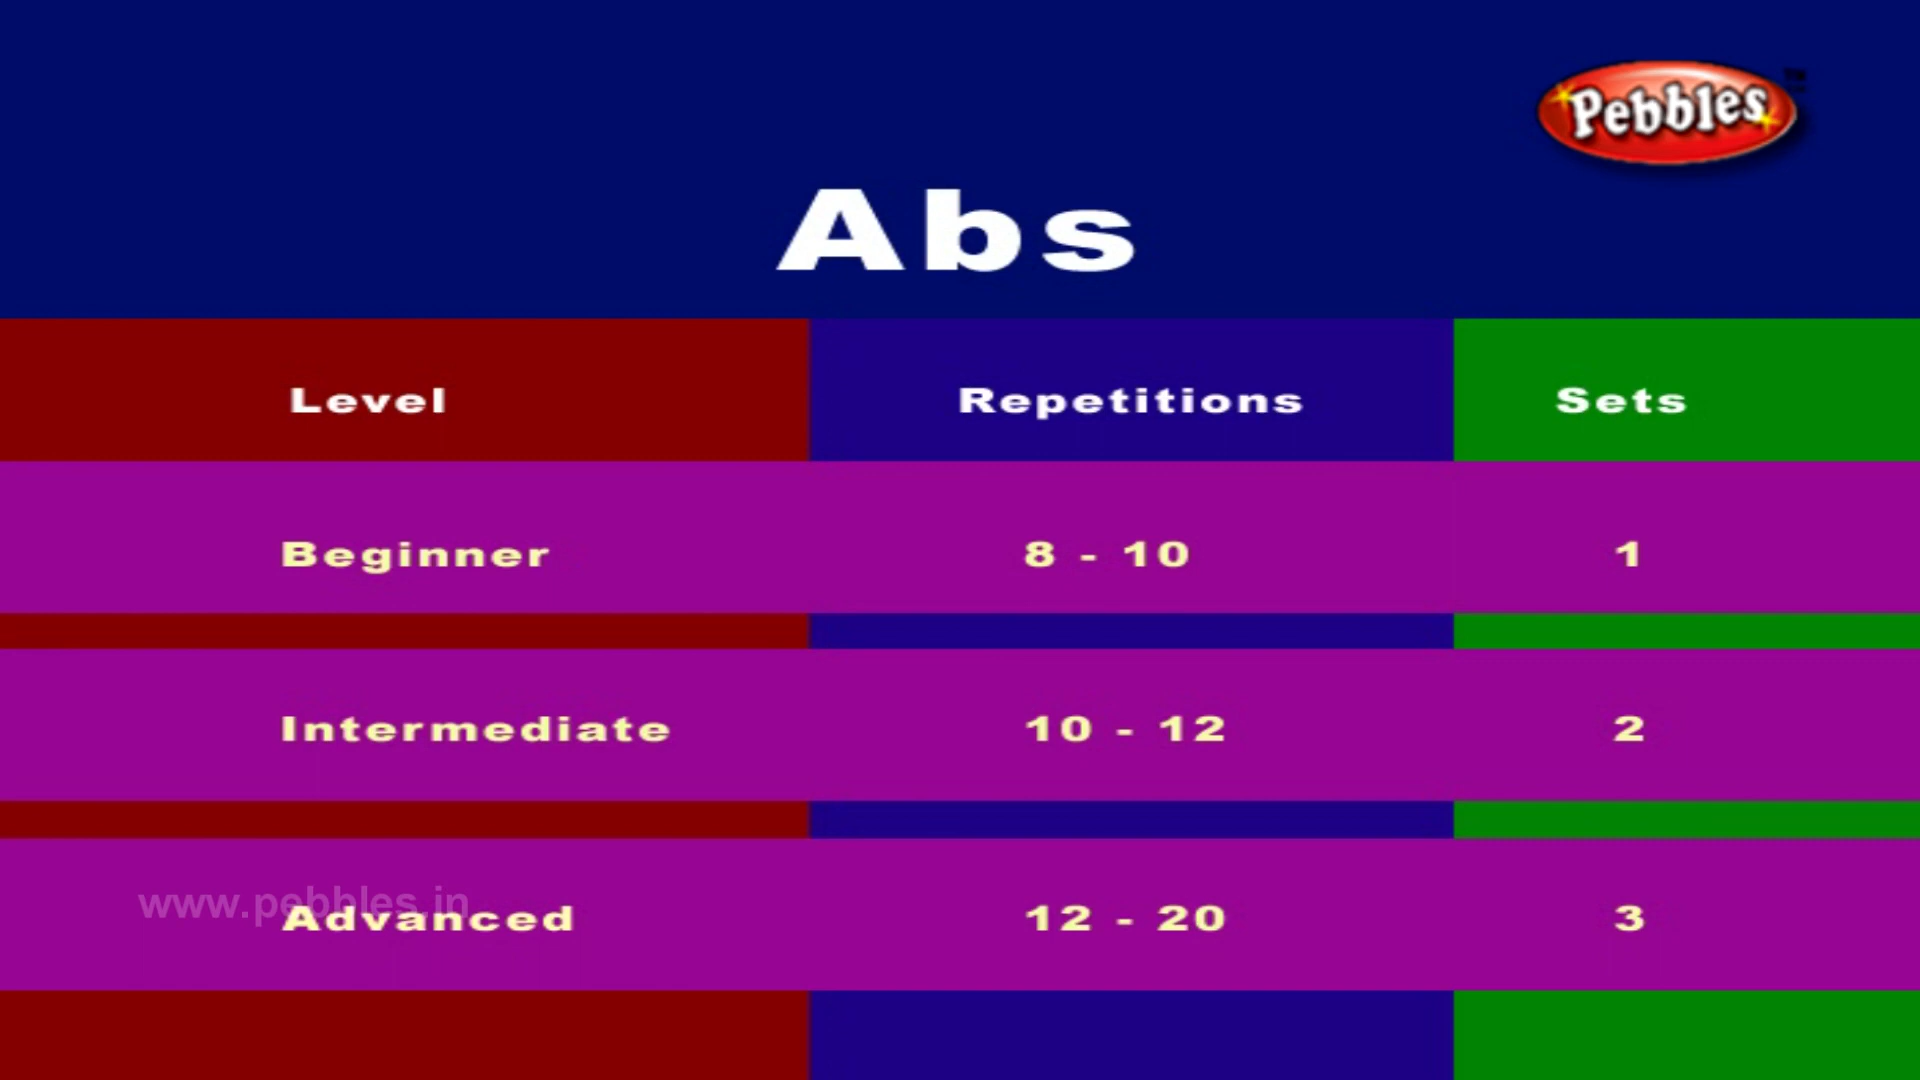 Pebbles
TM
Abs
Level Repetitions Sets
Beginner 8 - 10 1
Intermediate 10 - 12 2
www.pebbles.in
Advanced 12 - 20 3